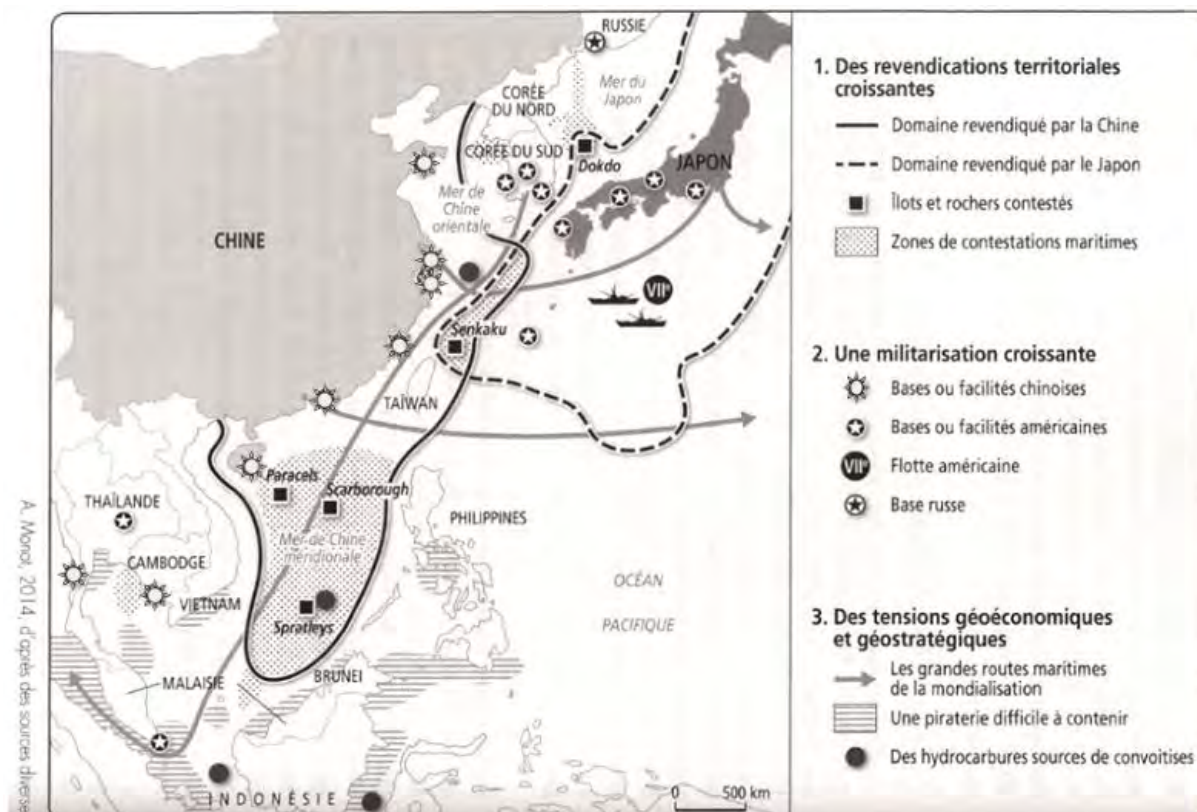 RUSSIE
Mer du
Japon
CORÉE
DU NORD
CORÉE DU SUD
Dokdo
JAPON
Mer de
Chine
orientale
CHINE
VIIe
Senkaku
TAÏWAN
Paracels
Scarborough
THAÏLANDE
PHILIPPINES
Mer de Chine
méridionale
CAMBODGE
VIETNAM
OCÉAN
PACIFIQUE
Spratleys
BRUNEI
MALAISIE
INDONÉSIE
0 500 km
A. Monot, 2014, d'après des sources diverse
1. Des revendications territoriales
croissantes
Domaine revendiqué par la Chine
Domaine revendiqué par le Japon
Îlots et rochers contestés
Zones de contestations maritimes
2. Une militarisation croissante
Bases ou facilités chinoises
Bases ou facilités américaines
VIIe Flotte américaine
Base russe
3. Des tensions géoéconomiques
et géostratégiques
Les grandes routes maritimes
de la mondialisation
Une piraterie difficile à contenir
Des hydrocarbures sources de convoitises